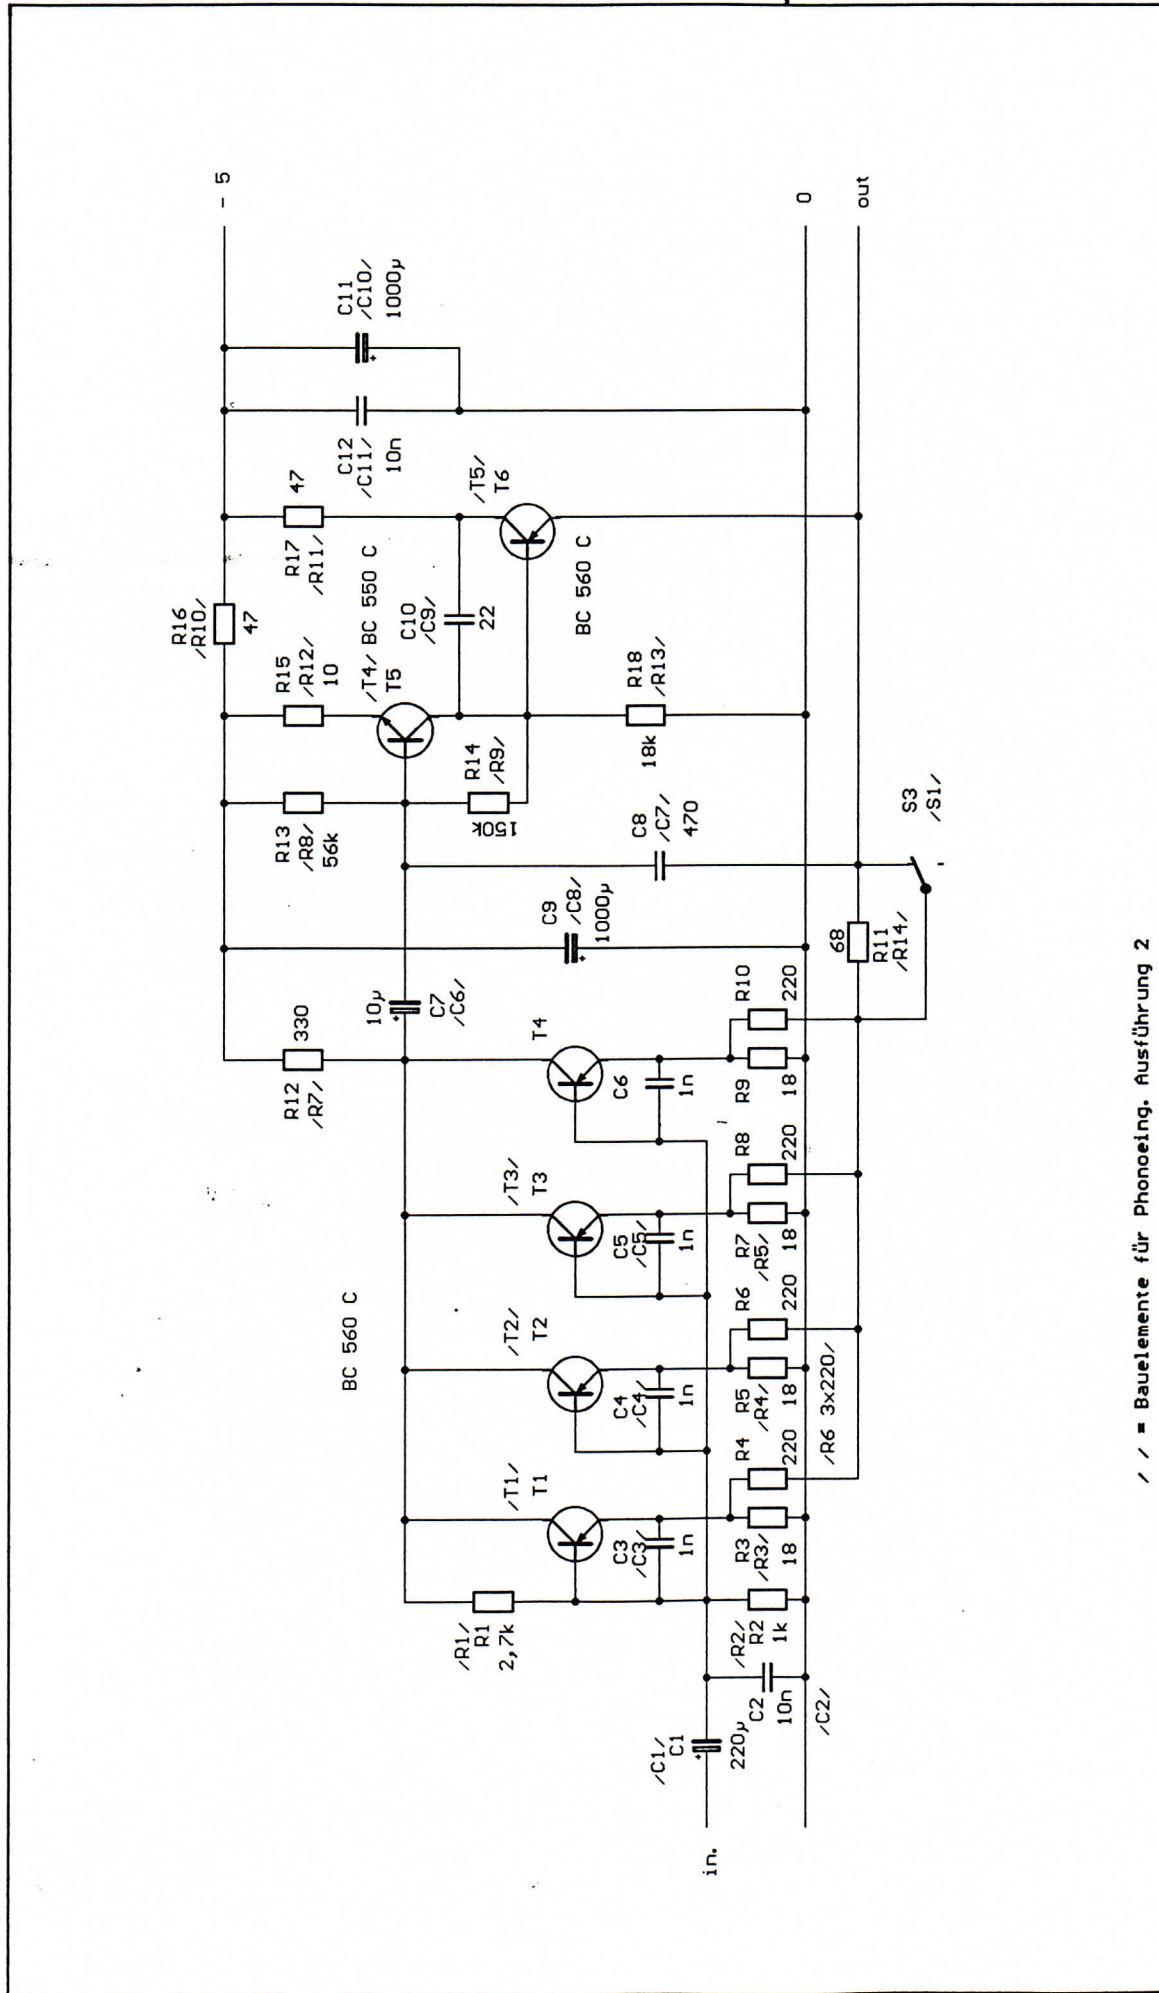 - 5
0
out
C11
/C10/
1000µ
C12
/C11/
10n
47
R17
/R11/
/T5/
T6
BC 560 C
R16
/R10/
47
R15
/R12/
10
/T4/
T5
BC 550 C
C10
/C9/
22
R18
/R13/
18k
R14
/R9/
150k
R13
/R8/
56k
C8
/C7/
470
S3
/S1/
C9
/C8/
1000µ
68
R11
/R14/
10µ
C7
/C6/
330
R12
/R7/
T4
C6
1n
R10
220
R9
18
/T3/
T3
C5
/C5/
1n
R8
220
R7
/R5/
18
BC 560 C
/T2/
T2
C4
/C4/
1n
R6
220
R5
/R4/
18
/R6 3x220/
/T1/
T1
C3
/C3/
1n
R4
220
R3
/R3/
18
/R1/
R1
2,7k
/R2/
R2
1k
C2
10n
/C2/
/C1/
C1
220µ
in.
/ / = Bauelemente für Phonoeing. Ausführung 2